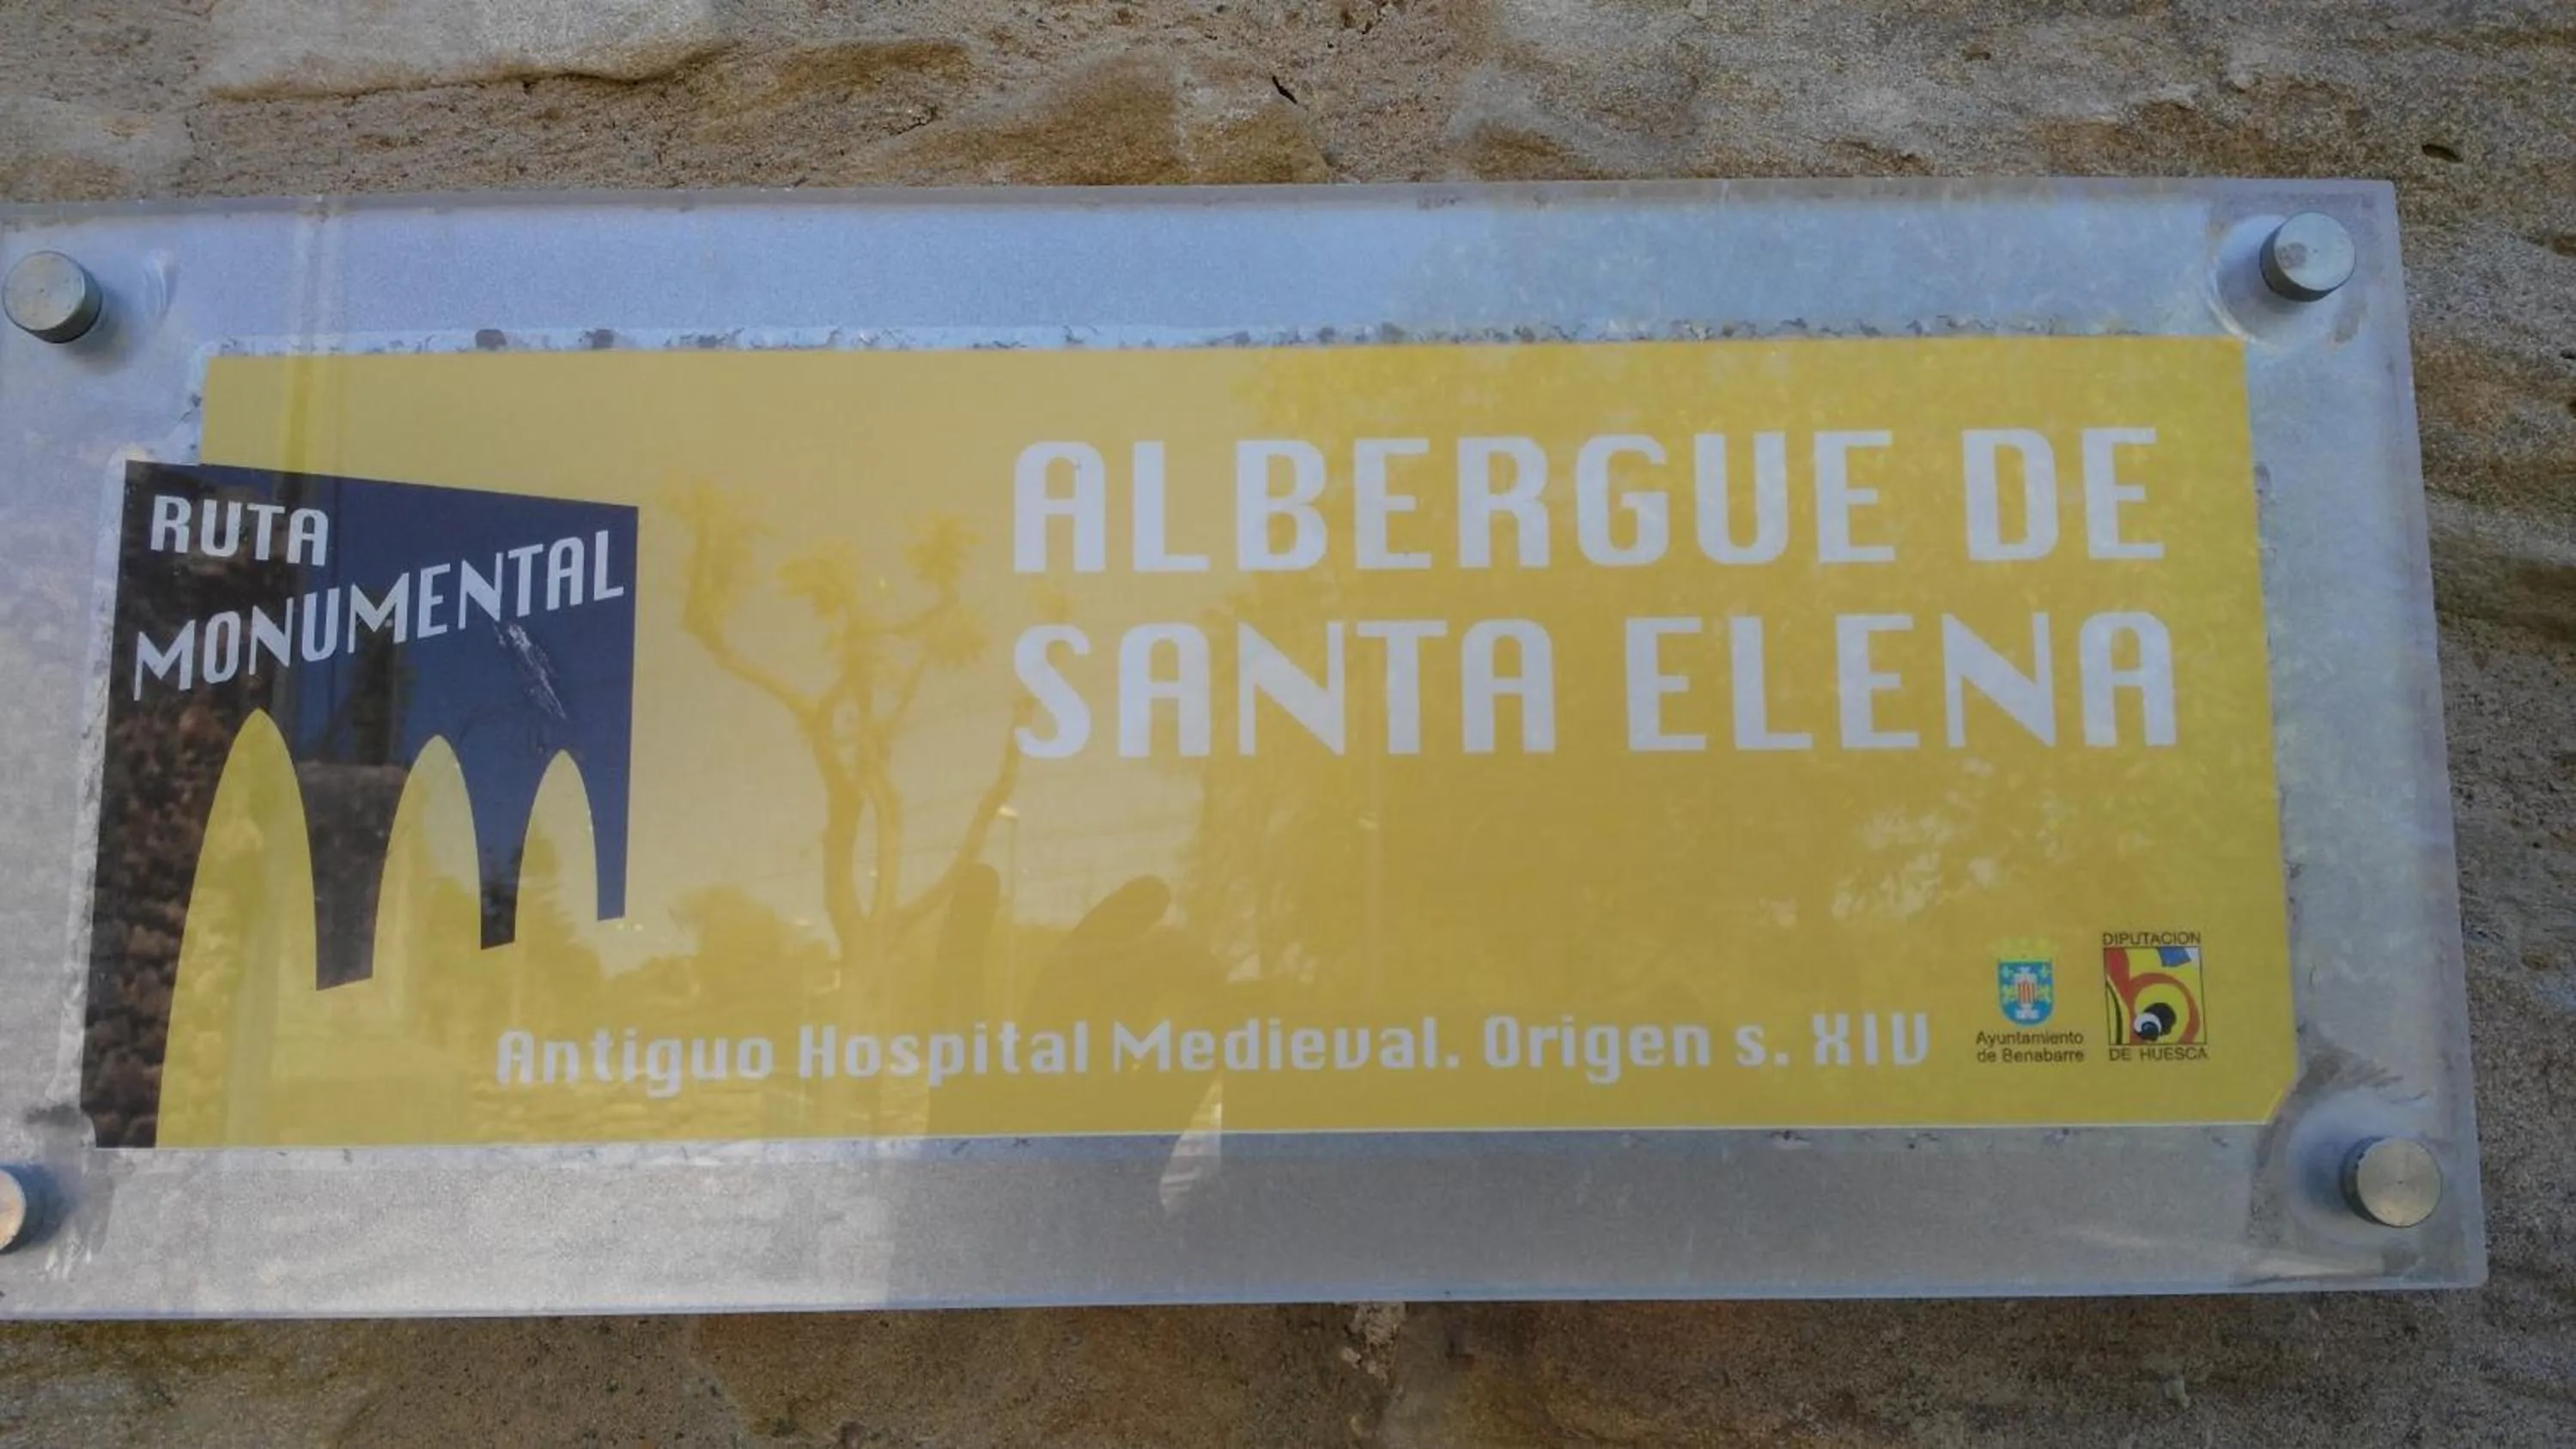 RUTA
MONUMENTAL
ALBERGUE DE
SANTA ELENA
Antiguo Hospital Medieval. Origen s. XIV
Ayuntamiento
de Benabarre
DIPUTACION
DE HUESCA